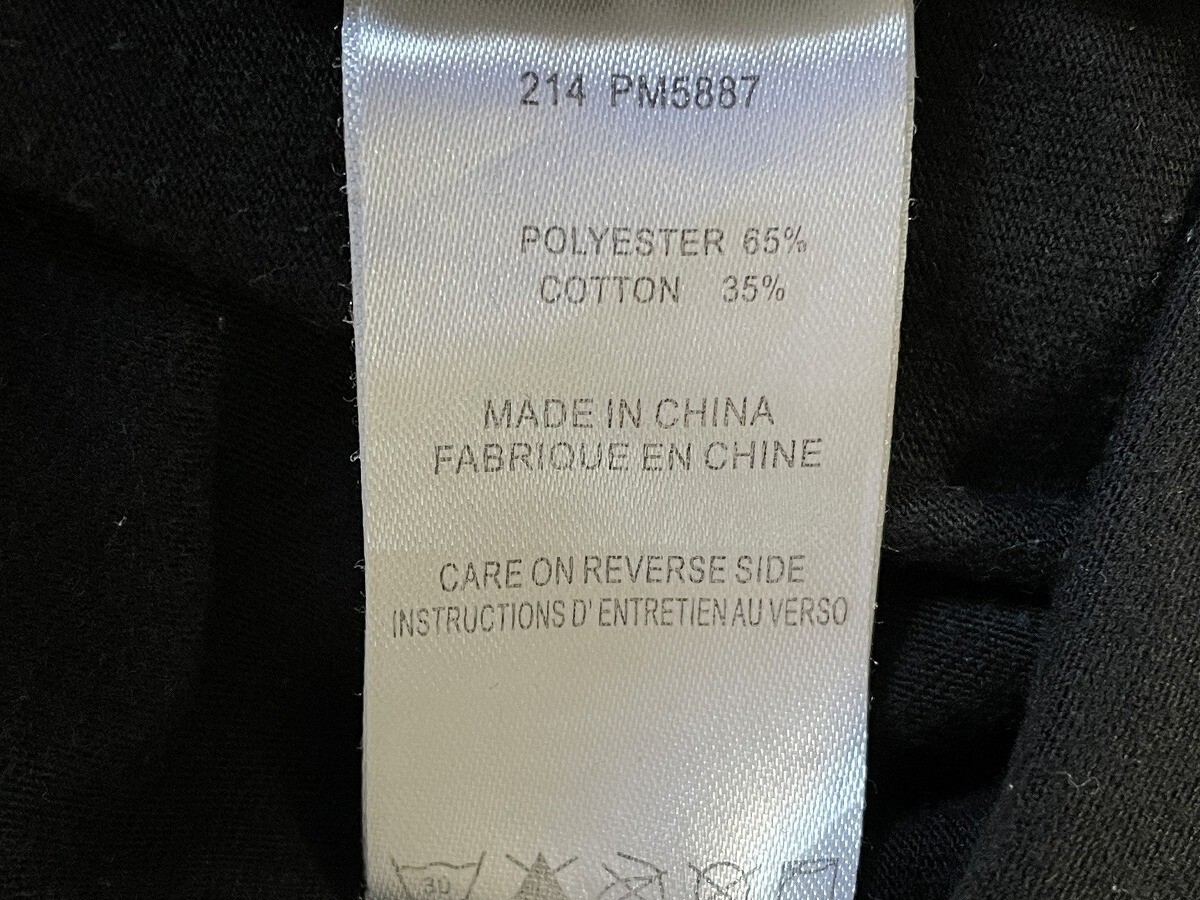 214 PM5887
POLYESTER 65%
COTTON 35%
MADE IN CHINA
FABRIQUE EN CHINE
CARE ON REVERSE SIDE
INSTRUCTIONS D' ENTRETIEN AU VERSO
30